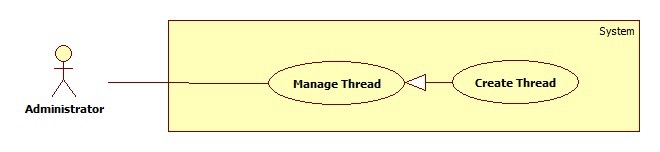 System
Manage Thread
Create Thread
Administrator